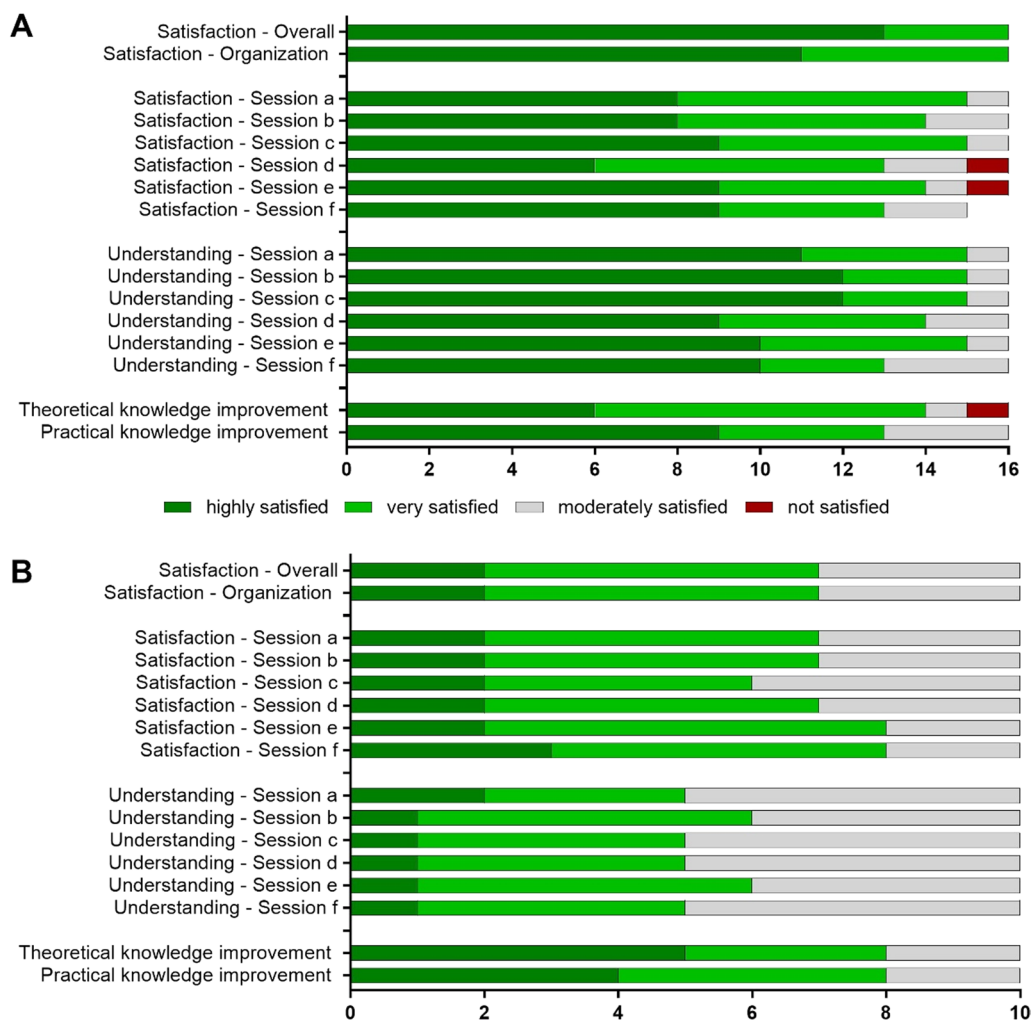 A
Satisfaction - Overall
Satisfaction - Organization
Satisfaction - Session a
Satisfaction - Session b
Satisfaction - Session c
Satisfaction - Session d
Satisfaction - Session e
Satisfaction - Session f
Understanding - Session a
Understanding - Session b
Understanding - Session c
Understanding - Session d
Understanding - Session e
Understanding - Session f
Theoretical knowledge improvement
Practical knowledge improvement
0 2 4 6 8 10 12 14 16
highly satisfied very satisfied moderately satisfied not satisfied
B
Satisfaction - Overall
Satisfaction - Organization
Satisfaction - Session a
Satisfaction - Session b
Satisfaction - Session c
Satisfaction - Session d
Satisfaction - Session e
Satisfaction - Session f
Understanding - Session a
Understanding - Session b
Understanding - Session c
Understanding - Session d
Understanding - Session e
Understanding - Session f
Theoretical knowledge improvement
Practical knowledge improvement
0 2 4 6 8 10